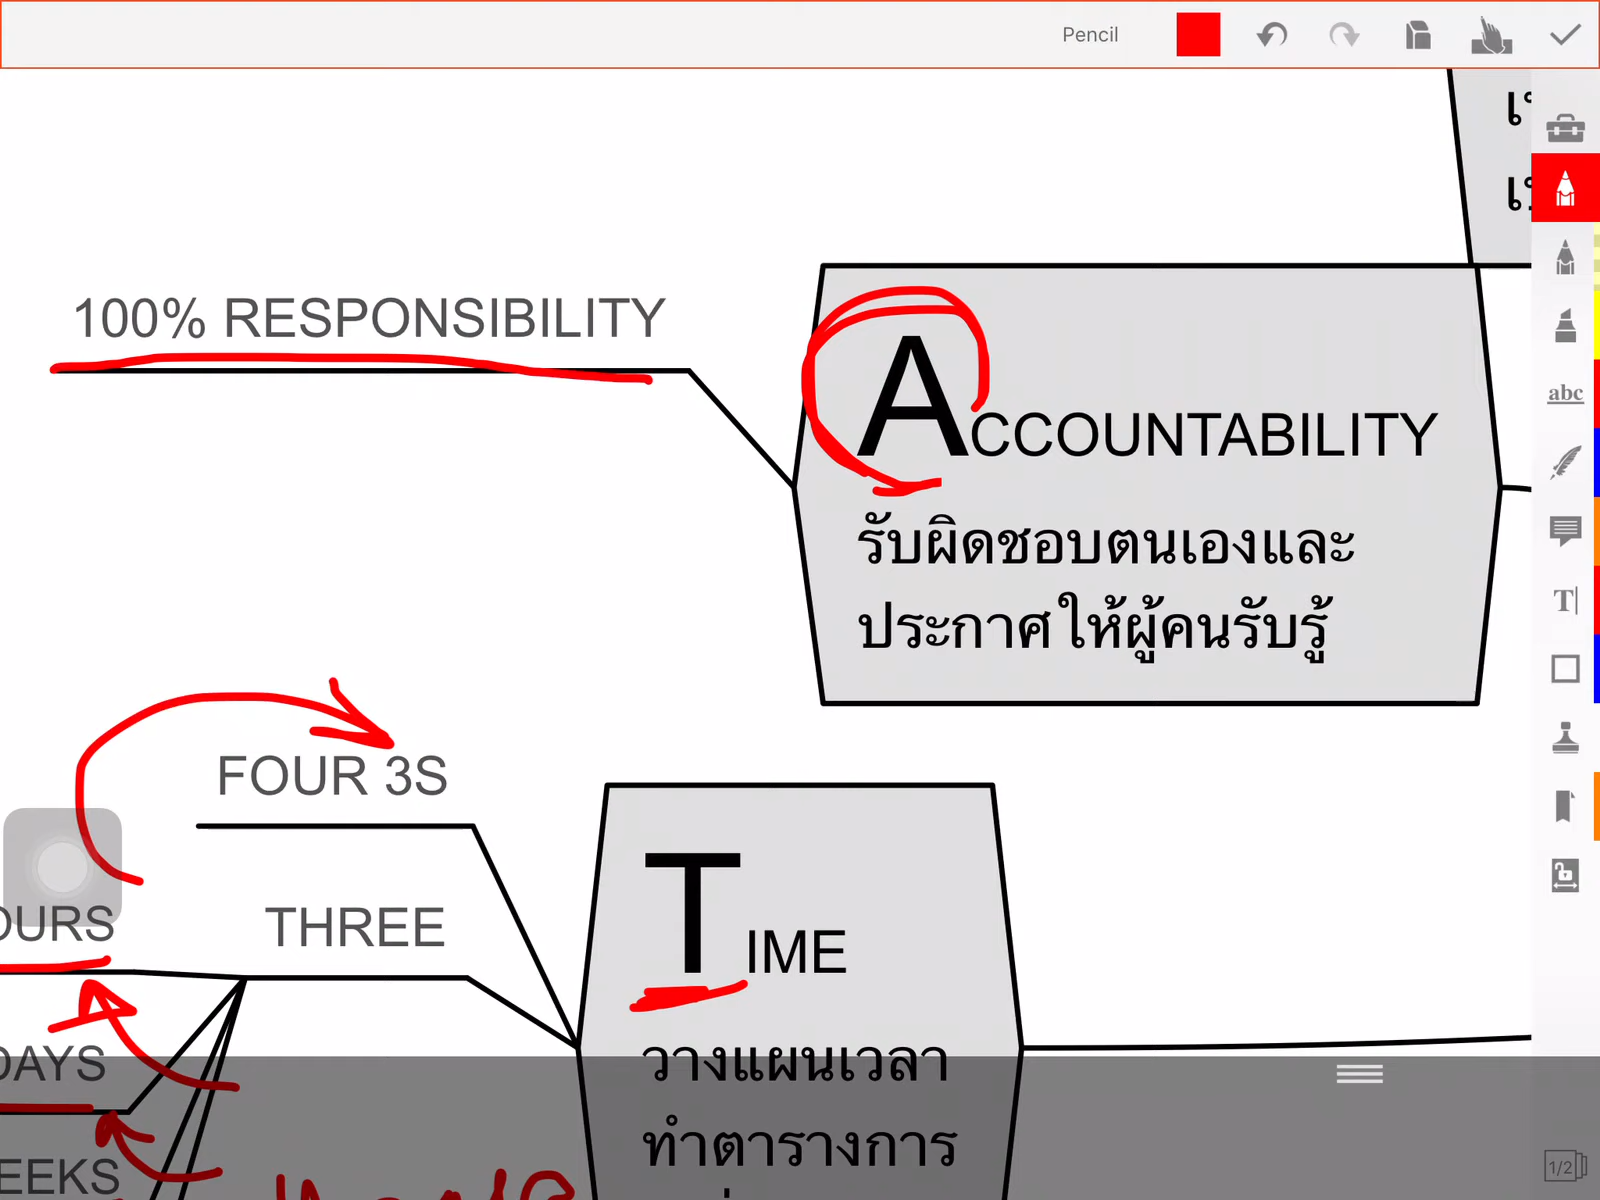 Pencil
100% RESPONSIBILITY
ACCOUNTABILITY
รับผิดชอบตนเองและ
ประกาศให้ผู้คนรับรู้
abc
T
FOUR 3S
THREE
OURS
TIME
DAYS
วางแผนเวลา
ทำตารางการ
EEKS
1/2